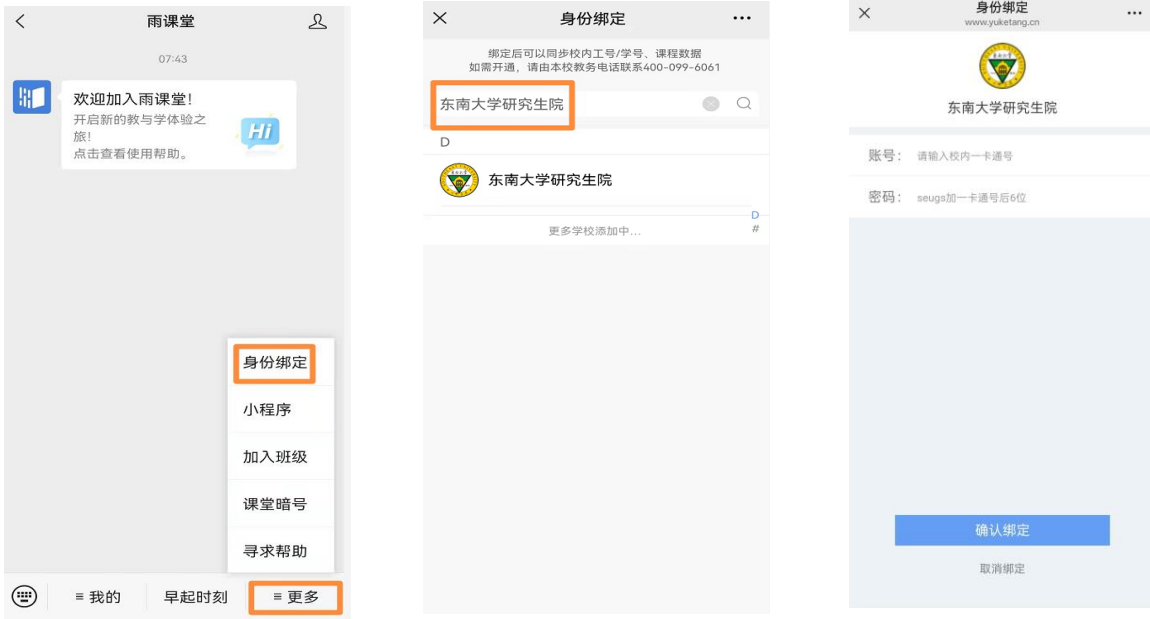 雨课堂
07:43
欢迎加入雨课堂!
开启新的教与学体验之
旅!
点击查看使用帮助。
Hi
身份绑定
小程序
加入班级
课堂暗号
寻求帮助
≡ 我的
早起时刻
≡ 更多
身份绑定
绑定后可以同步校内工号/学号、课程数据
如需开通，请由本校教务电话联系400-099-6061
东南大学研究生院
D
东南大学研究生院
D
#
更多学校添加中...
身份绑定
www.yuketang.cn
东南大学研究生院
账号： 请输入校内一卡通号
密码： seugs加一卡通号后6位
确认绑定
取消绑定